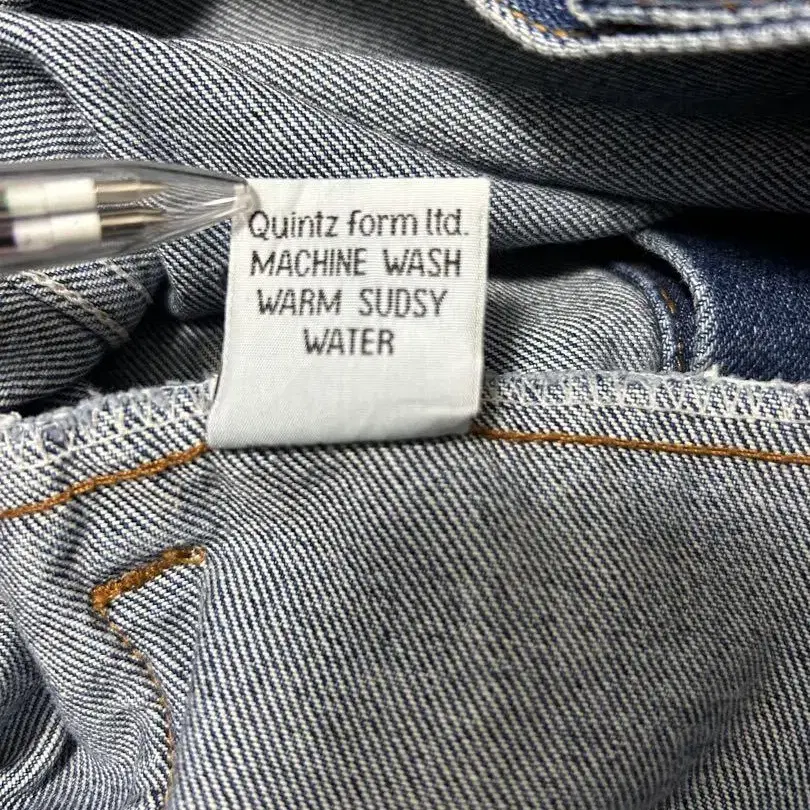 Quintz form ltd.
MACHINE WASH
WARM SUDSY
WATER